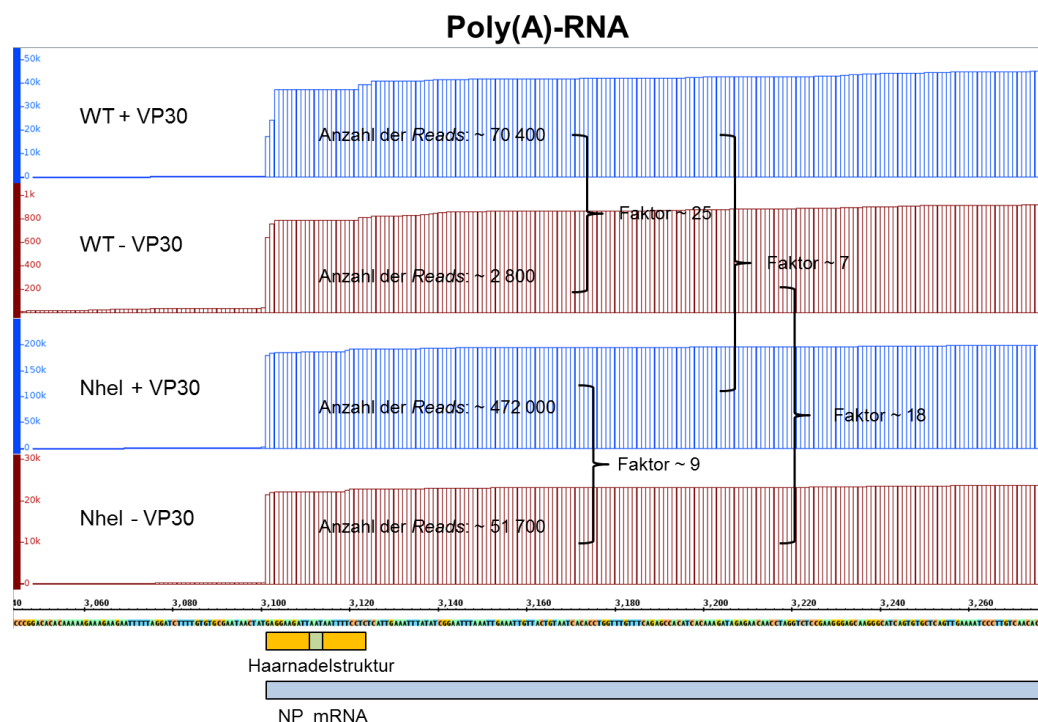 Poly(A)-RNA
50k
40k
30k
20k
10k
0
WT + VP30
Anzahl der Reads: ~ 70 400
1k
800
600
400
200
WT - VP30
Faktor ~ 25
Anzahl der Reads: ~ 2 800
Faktor ~ 7
200k
150k
100k
50k
0
NheI + VP30
Anzahl der Reads: ~ 472 000
Faktor ~ 18
30k
20k
10k
0
Faktor ~ 9
NheI - VP30
Anzahl der Reads: ~ 51 700
40 3,060 3,080 3,100 3,120 3,140 3,160 3,180 3,200 3,220 3,240 3,260
Haarnadelstruktur
NP mRNA